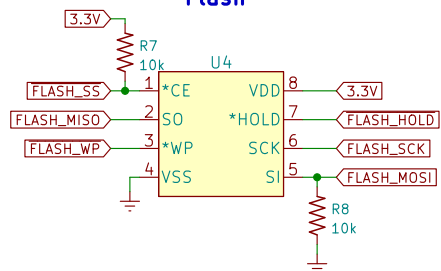 Flash
3.3V
R7
10k
U4
FLASH_SS 1 *CE VDD 8 3.3V
FLASH_MISO 2 SO *HOLD 7 FLASH_HOLD
FLASH_WP 3 *WP SCK 6 FLASH_SCK
4 VSS SI 5 FLASH_MOSI
R8
10k